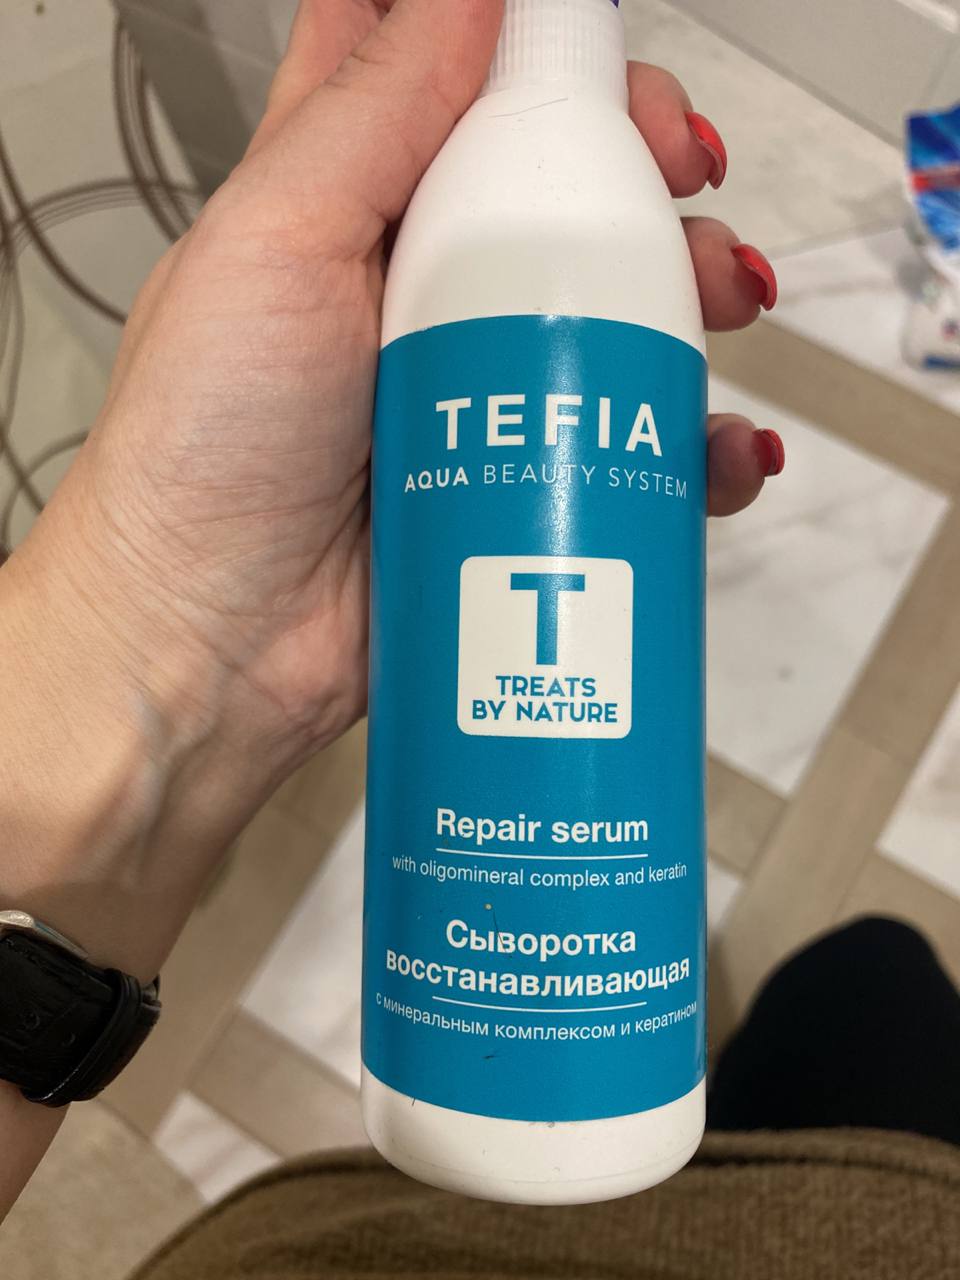 TEFIA
AQUA BEAUTY SYSTEM
T
TREATS
BY NATURE
Repair serum
with oligomineral complex and keratin
Сыворотка
восстанавливающая
с минеральным комплексом и кератином